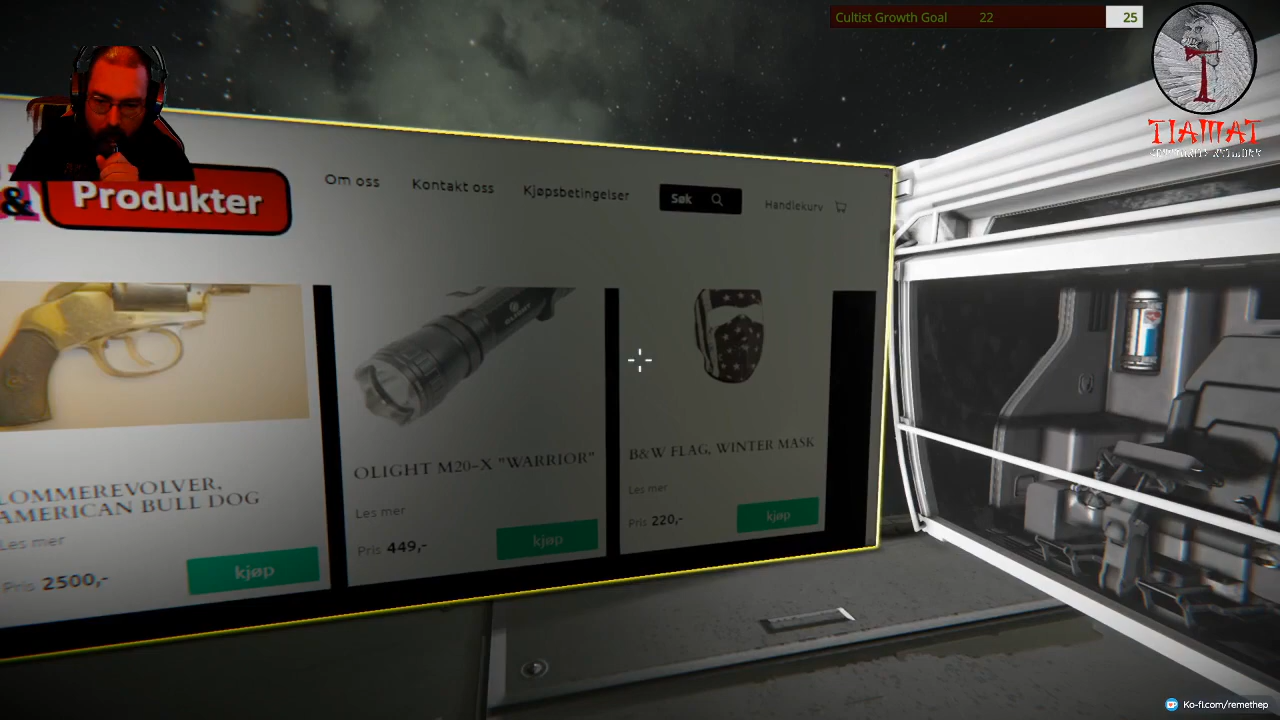 Cultist Growth Goal 22 25
TIAMAT
& Produkter
Om oss Kontakt oss Kjøpsbetingelser Søk Handlekurv
LOMMEREVOLVER,
AMERICAN BULL DOG
Les mer
Pris 2500,-
kjøp
OLIGHT M20-X "WARRIOR"
Les mer
Pris 449,-
kjøp
B&W FLAG, WINTER MASK
Les mer
Pris 220,-
kjøp
Ko-fi.com/remethep